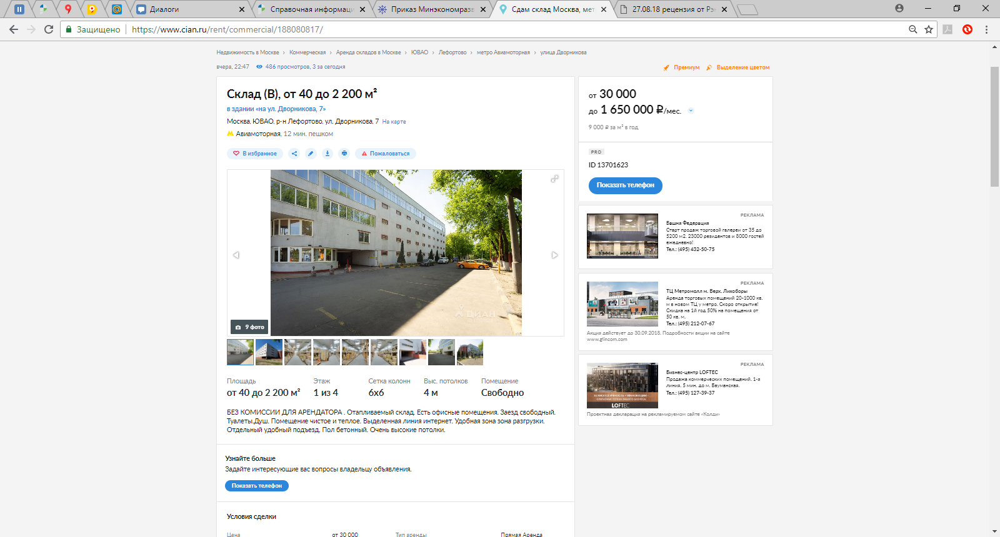 Диалоги
Справочная информаци
Приказ Минэкономразв
Сдам склад Москва, мет
27.08.18 рецензия от Рэ
Защищено
https://www.cian.ru/rent/commercial/188080817/
Недвижимость в Москве › Коммерческая › Аренда складов в Москве › ЮВАО › Лефортово › метро Авиамоторная › улица Дворникова
вчера, 22:47 486 просмотров, 3 за сегодня
Премиум Выделение цветом
Склад (B), от 40 до 2 200 м²
в здании «на ул. Дворникова, 7»
Москва, ЮВАО, р-н Лефортово, ул. Дворникова, 7 На карте
Авиамоторная, 12 мин. пешком
В избранное
Пожаловаться
ЦИАН
9 фото
Площадь Этаж Сетка колонн Выс. потолков Помещение
от 40 до 2 200 м² 1 из 4 6x6 4 м Свободно
БЕЗ КОМИССИИ ДЛЯ АРЕНДАТОРА . Отапливаемый склад. Есть офисные помещения. Заезд свободный.
Туалеты,Душ. Помещение чистое и теплое. Выделенная линия интернет. Удобная зона зона разгрузки.
Отдельный удобный подъезд. Пол бетонный. Очень высокие потолки.
Узнайте больше
Задайте интересующие вас вопросы владельцу объявления.
Показать телефон
Условия сделки
Цена от 30 000 Тип аренды Прямая Аренда
от 30 000
до 1 650 000 ₽/мес.
9 000 ₽ за м² в год
PRO
ID 13701623
Показать телефон
РЕКЛАМА
Башня Федерация
Старт продаж торговой галереи от 35 до
5200 м2. 23000 резидентов и 8000 гостей
ежедневно!
Тел.: (495) 432-50-75
РЕКЛАМА
ТЦ Метромолл м. Верх. Лихоборы
Аренда торговых помещений 20-1000 кв.
м в новом ТЦ у метро. Скоро открытие!
Скидка на 1й год 50% на помещения от
50 кв. м.
Тел.: (495) 212-07-67
Акция действует до 30.09.2018. Подробности акции на сайте
www.glincom.com
РЕКЛАМА
Бизнес-центр LOFTEC
Продажа коммерческих помещений. 1-я
линия. 5 мин. до м. Бауманская.
Тел.: (495) 127-39-37
LOFTEC
Проектная декларация на рекламируемом сайте «Колди»